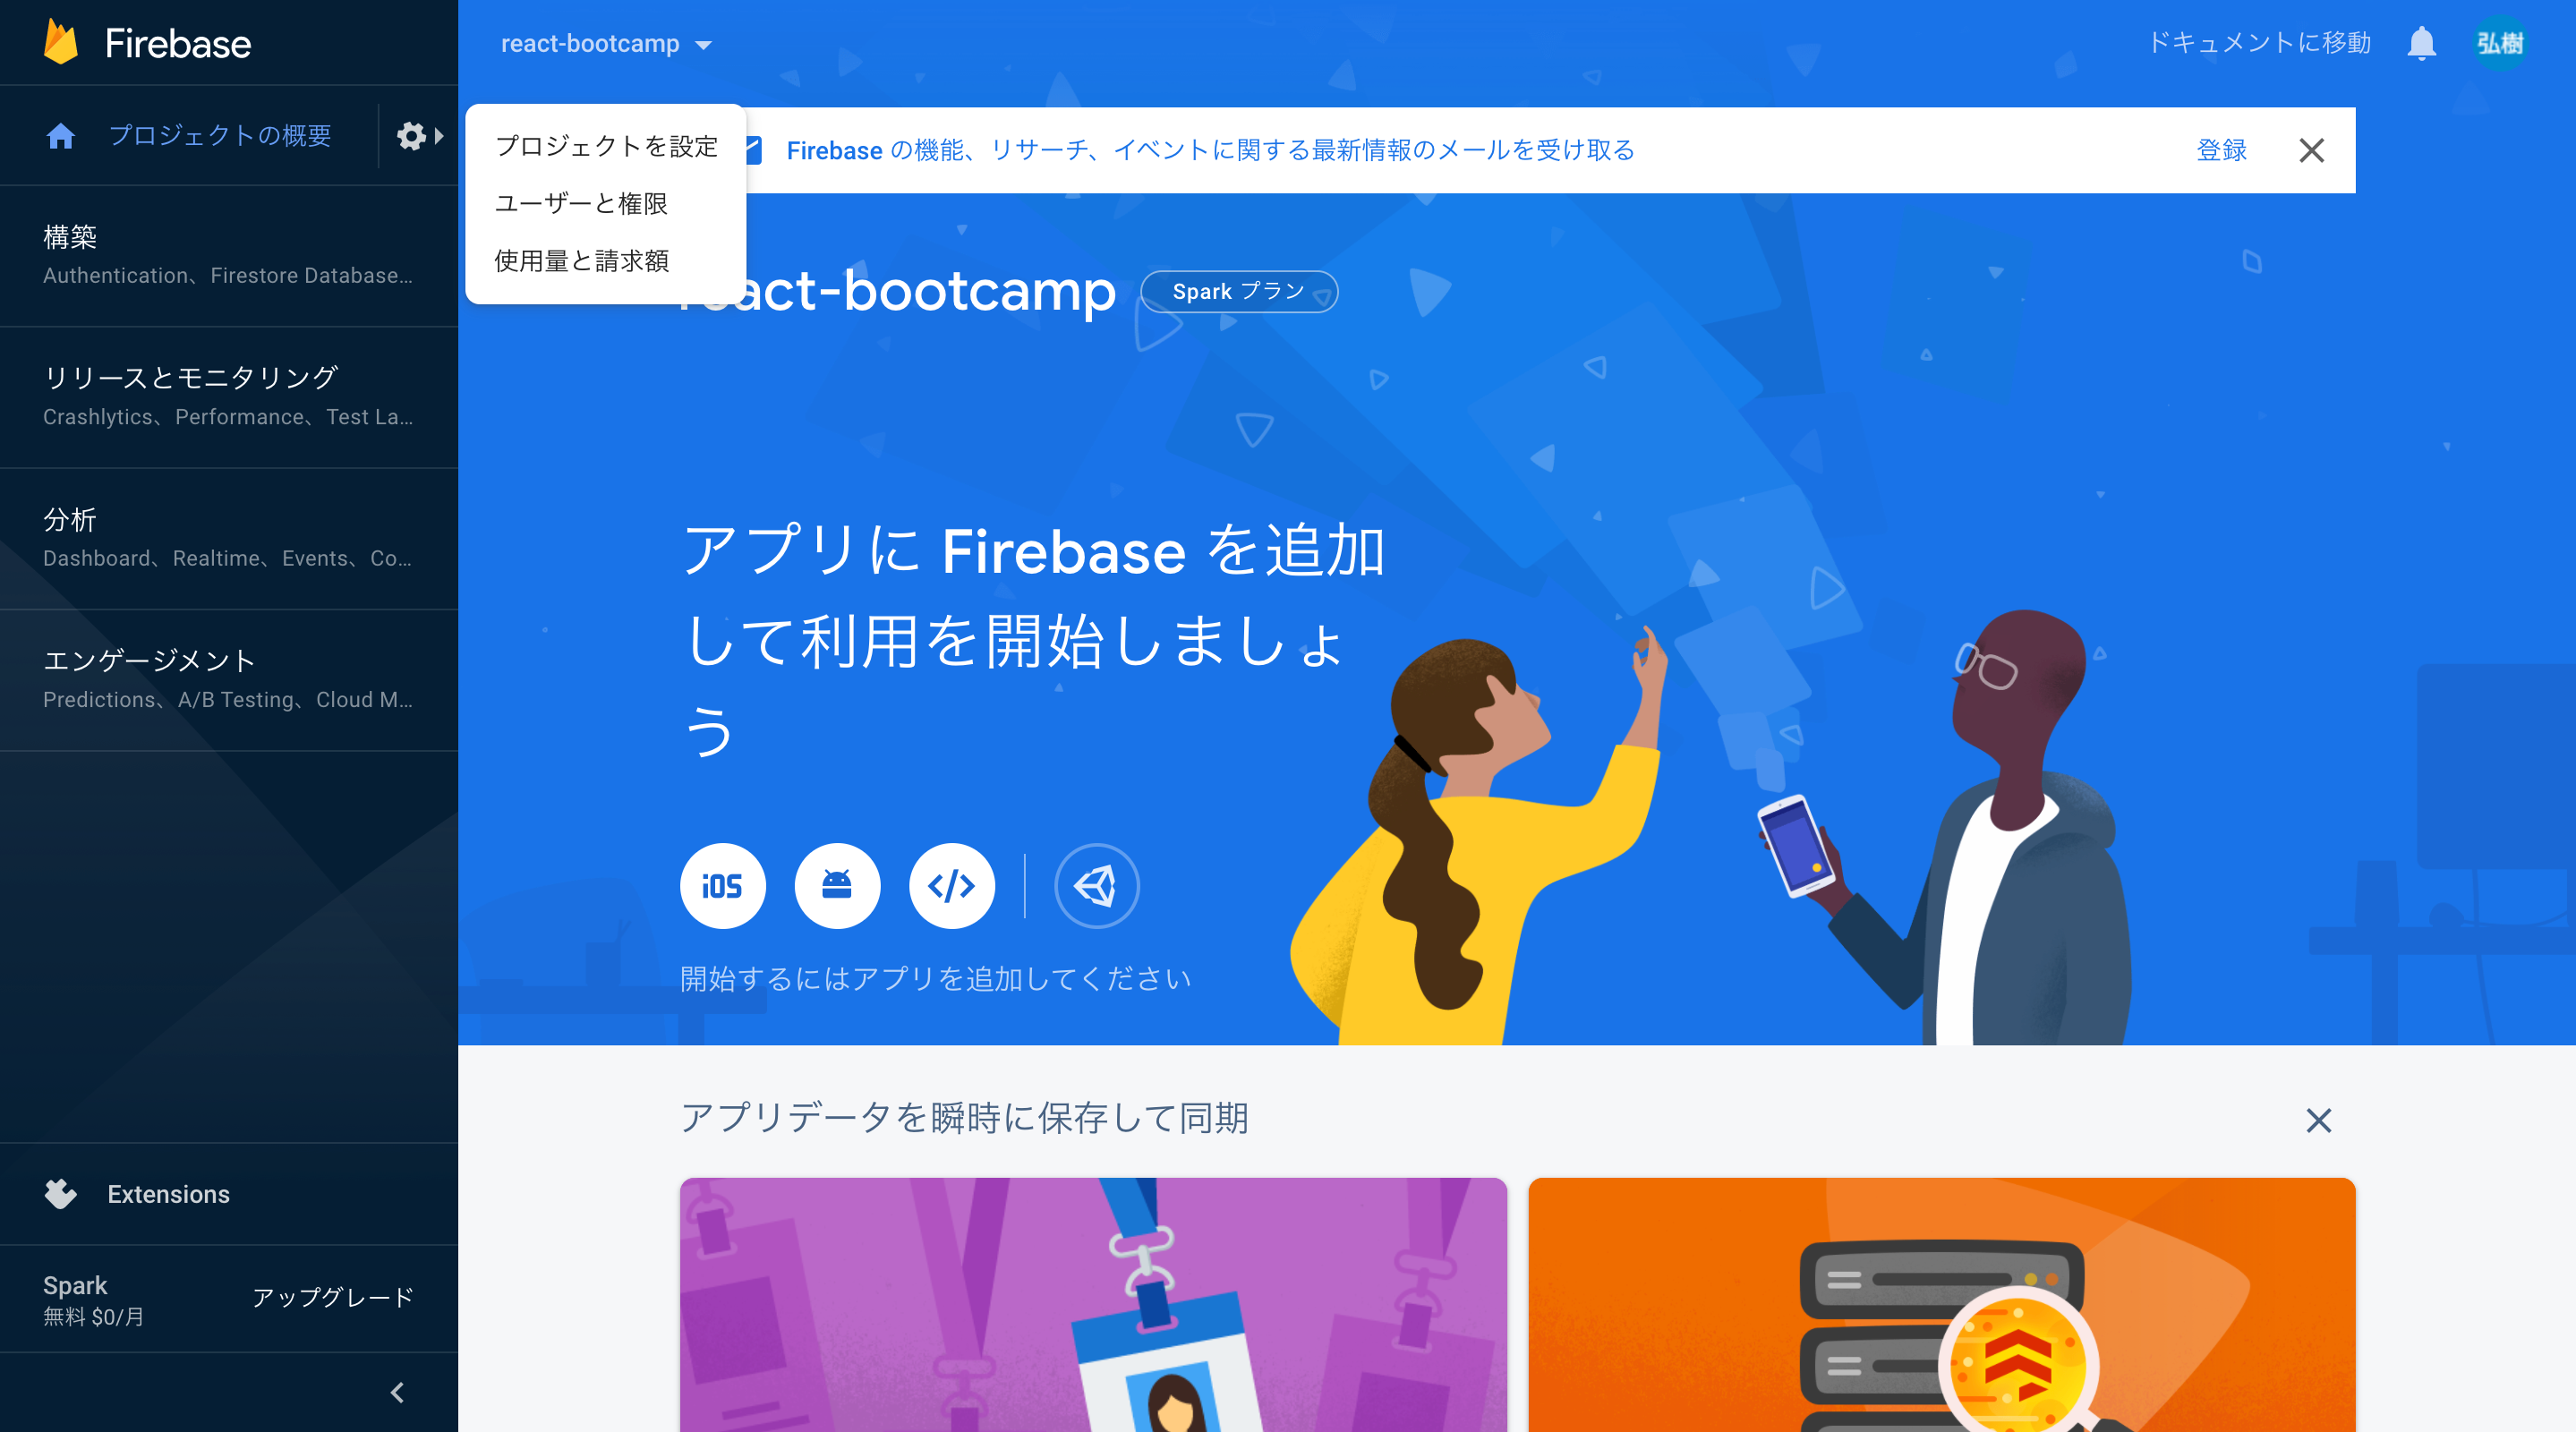 Firebase
react-bootcamp
ドキュメントに移動
弘樹
プロジェクトの概要
プロジェクトを設定
ユーザーと権限
使用量と請求額
Firebase の機能、リサーチ、イベントに関する最新情報のメールを受け取る
登録
構築
Authentication、Firestore Database…
リリースとモニタリング
Crashlytics、Performance、Test La…
分析
Dashboard、Realtime、Events、Co…
エンゲージメント
Predictions、A/B Testing、Cloud M…
react-bootcamp
Spark プラン
アプリに Firebase を追加
して利用を開始しましょ
う
iOS
開始するにはアプリを追加してください
アプリデータを瞬時に保存して同期
Extensions
Spark
無料 $0/月
アップグレード